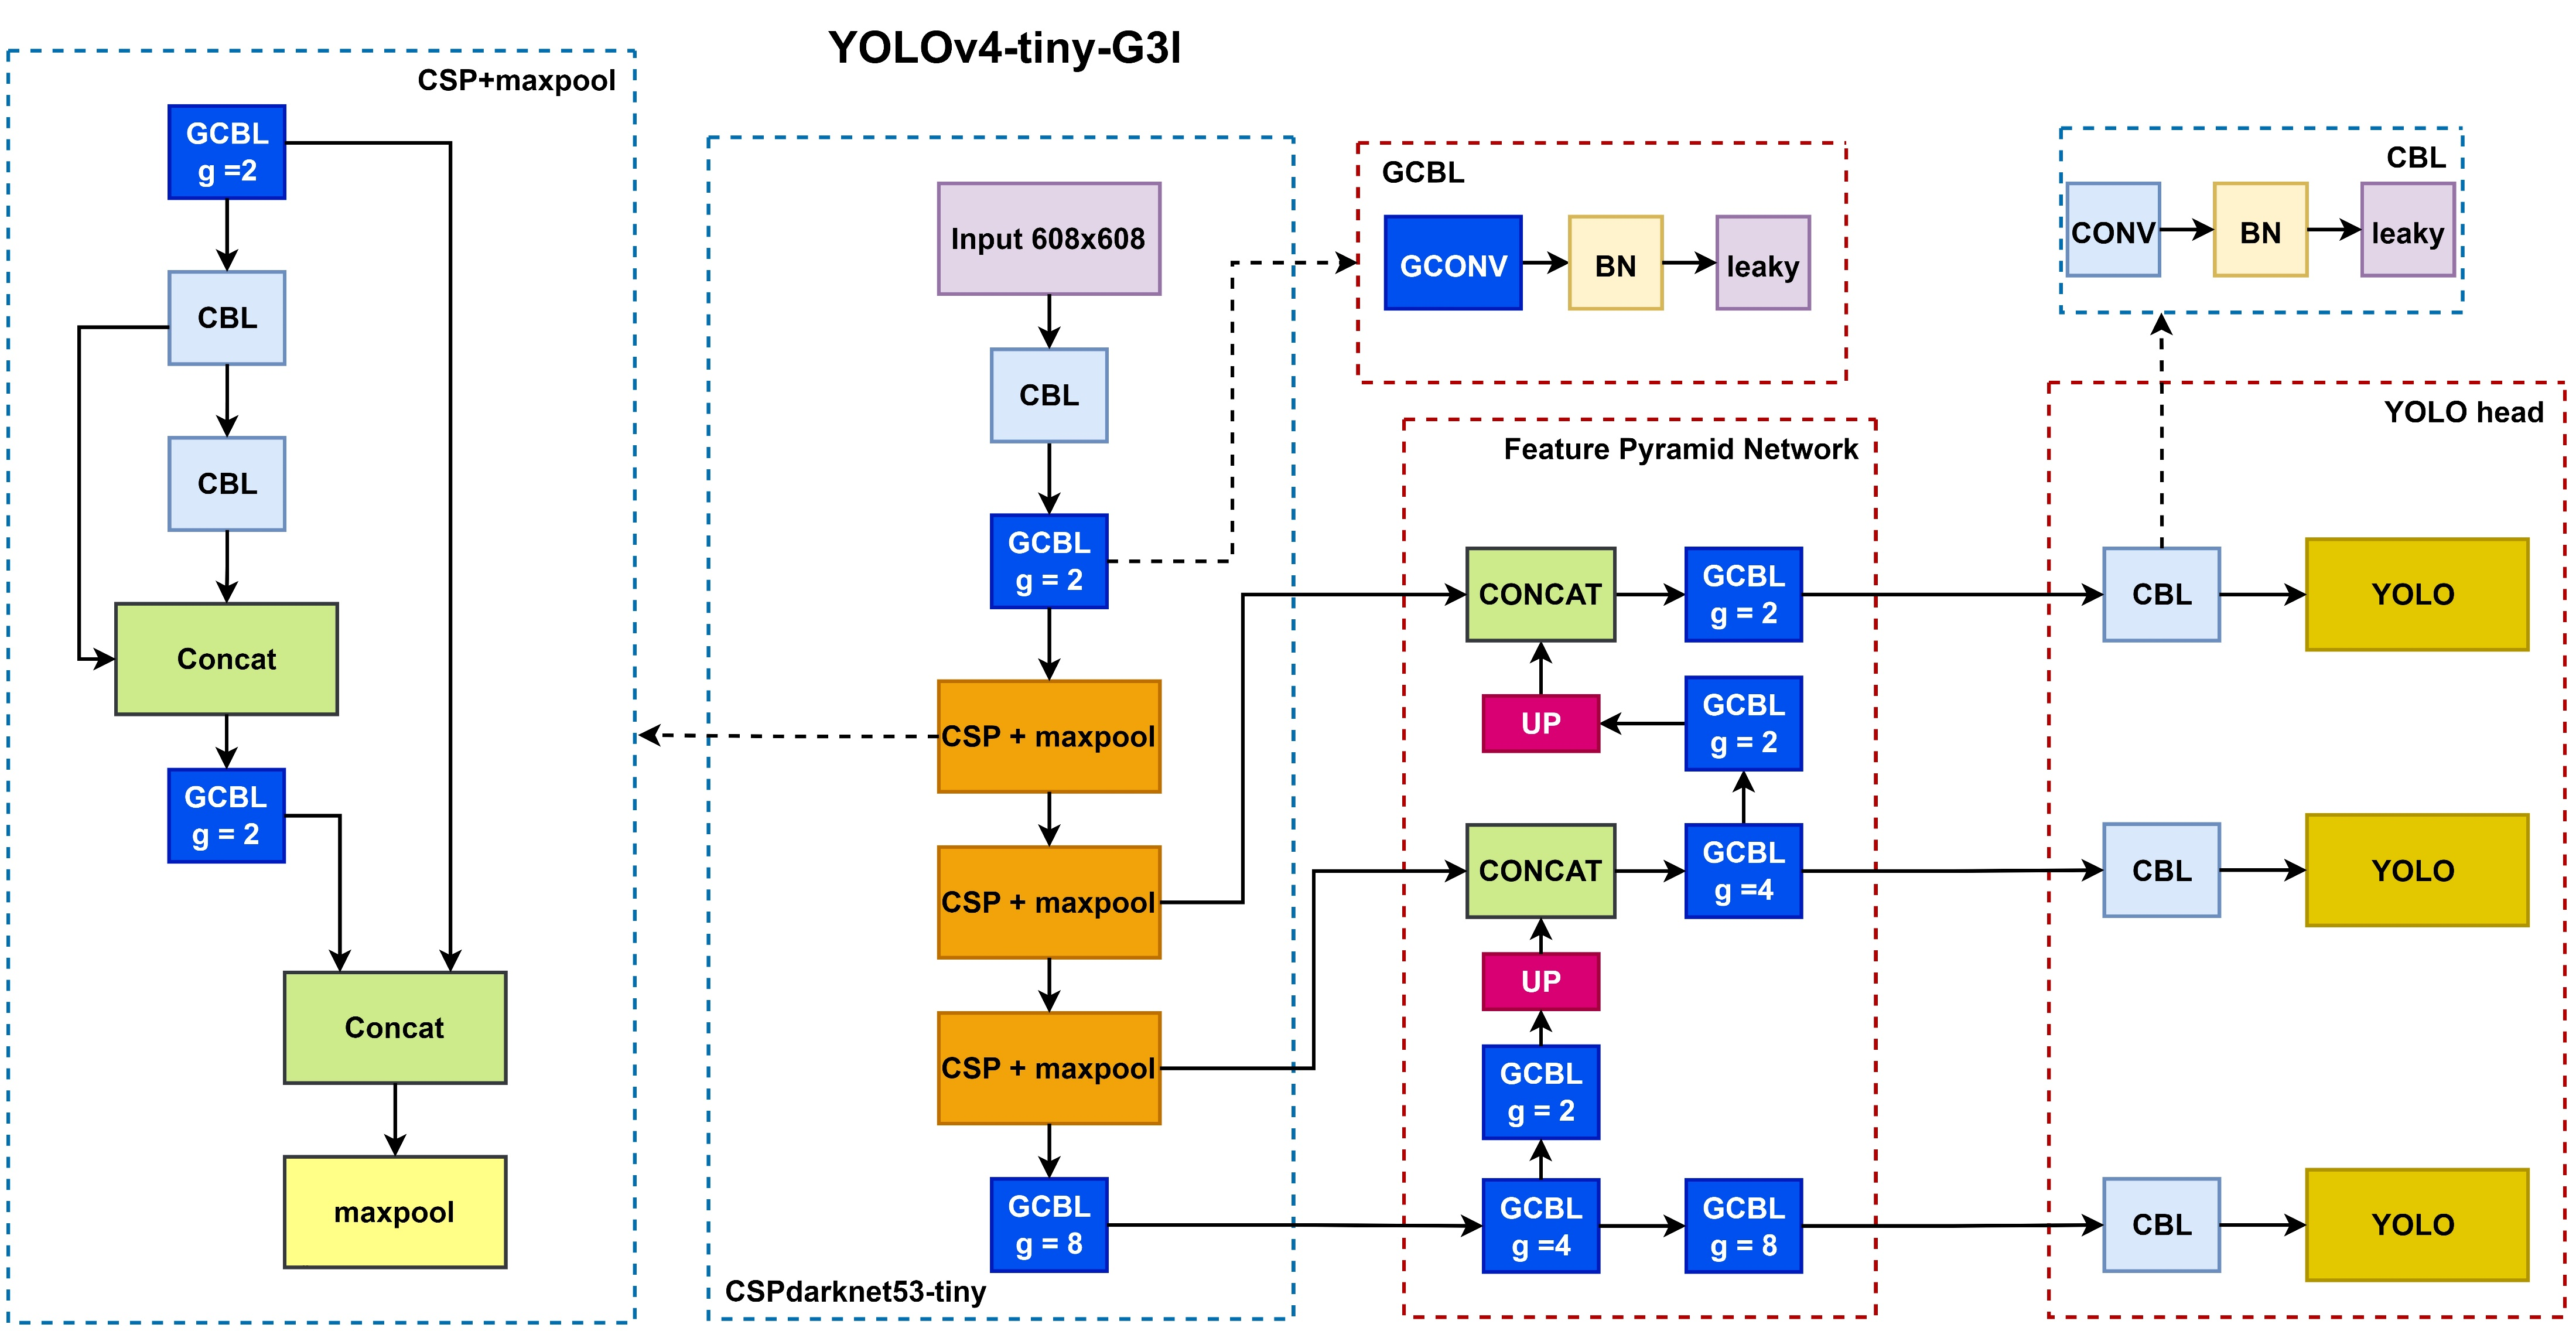 YOLOv4-tiny-G3l
CSP+maxpool
GCBL
g =2
CBL
CBL
Concat
GCBL
g = 2
Concat
maxpool
Input 608x608
CBL
GCBL
g = 2
CSP + maxpool
CSP + maxpool
CSP + maxpool
GCBL
g = 8
CSPdarknet53-tiny
GCBL
GCONV
BN
leaky
Feature Pyramid Network
CONCAT
GCBL
g = 2
UP
GCBL
g = 2
CONCAT
GCBL
g =4
UP
GCBL
g = 2
GCBL
g =4
GCBL
g = 8
CBL
CONV
BN
leaky
YOLO head
CBL
YOLO
CBL
YOLO
CBL
YOLO